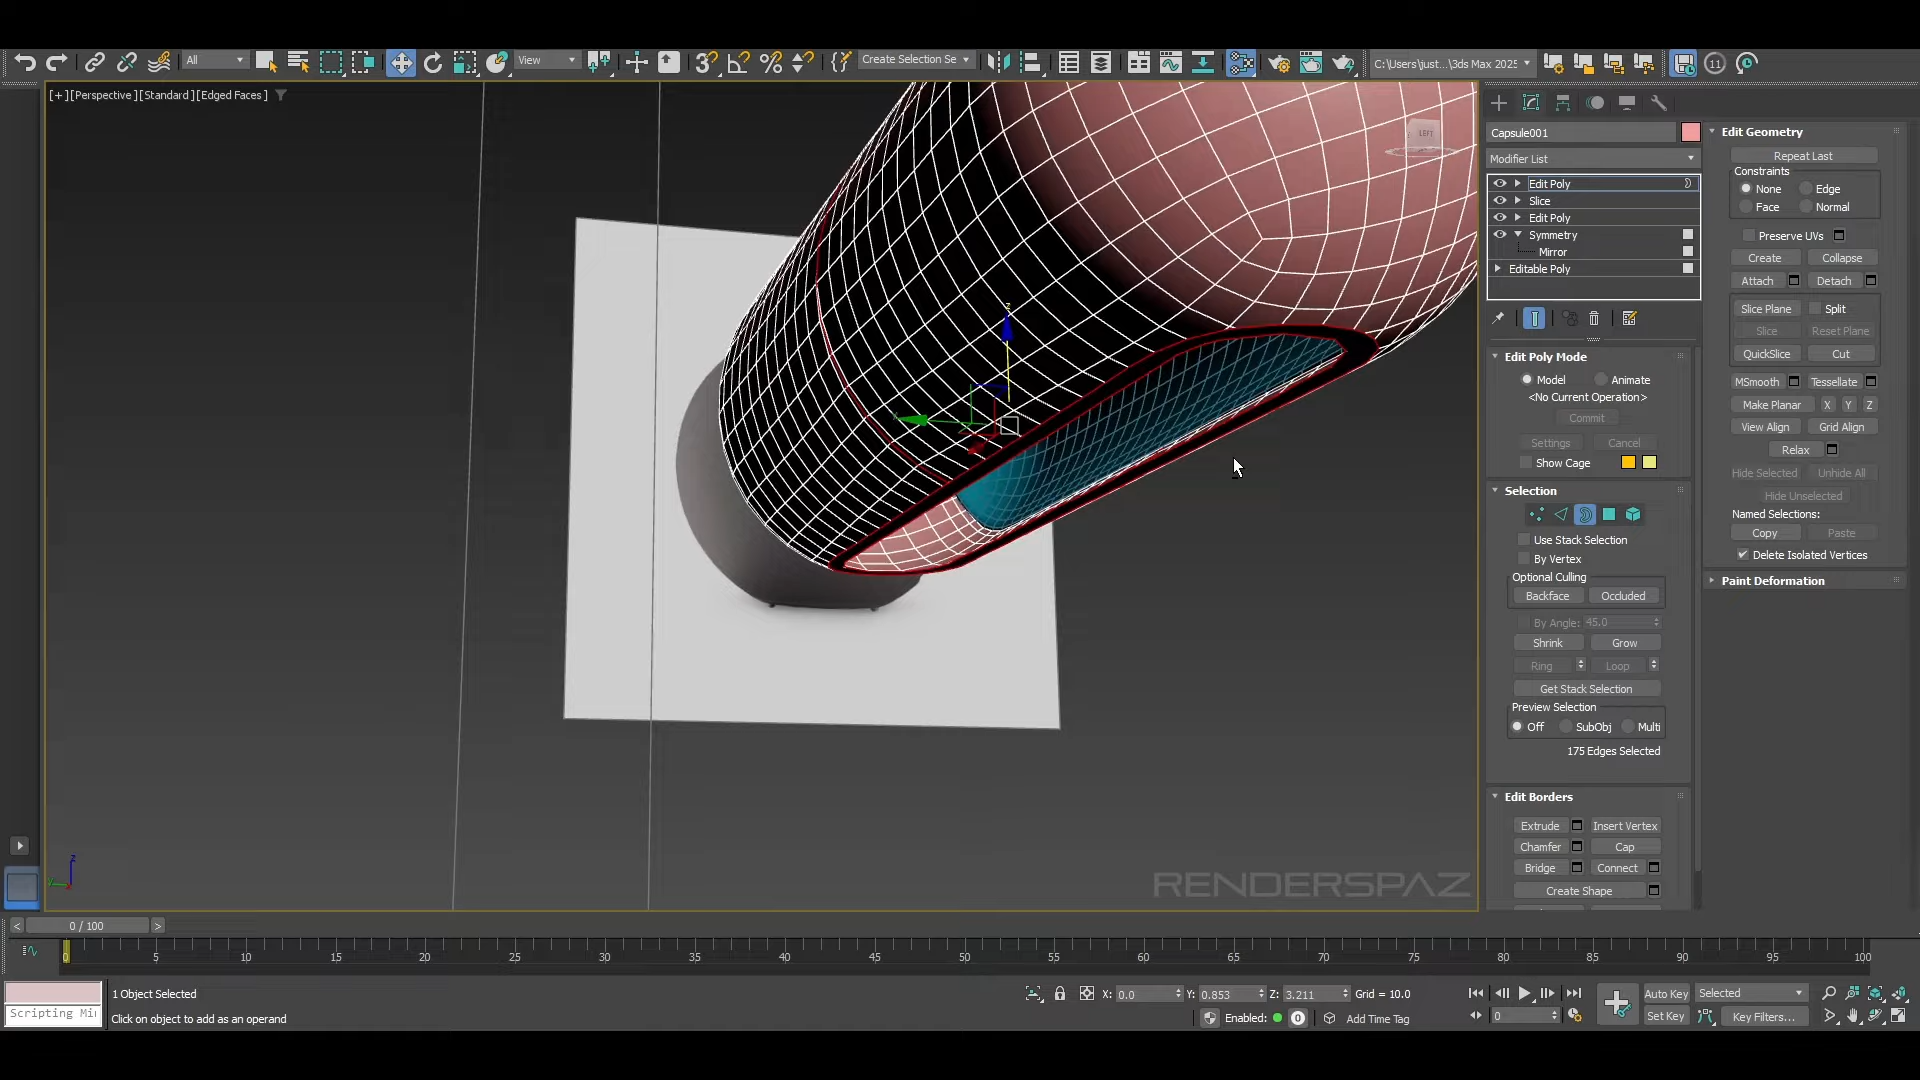 All
View
Create Selection Se
C:\Users\just...\3ds Max 2025
11
[+][Perspective][Standard][Edged Faces]
LEFT
z
RENDERSPAZ
z
Capsule001
Modifier List
Edit Poly
Slice
Edit Poly
Symmetry
Mirror
Editable Poly
Edit Poly Mode
Model
Animate
<No Current Operation>
Commit
Settings
Cancel
Show Cage
Selection
Use Stack Selection
By Vertex
Optional Culling
Backface
Occluded
By Angle: 45.0
Shrink
Grow
Ring
Loop
Get Stack Selection
Preview Selection
Off
SubObj
Multi
175 Edges Selected
Edit Borders
Extrude
Insert Vertex
Chamfer
Cap
Bridge
Connect
Create Shape
Edit Geometry
Repeat Last
Constraints
None
Edge
Face
Normal
Preserve UVs
Create
Collapse
Attach
Detach
Slice Plane
Split
Slice
Reset Plane
QuickSlice
Cut
MSmooth
Tessellate
Make Planar
X
Y
Z
View Align
Grid Align
Relax
Hide Selected
Unhide All
Hide Unselected
Named Selections:
Copy
Paste
Delete Isolated Vertices
Paint Deformation
< 0 / 100 >
0 5 10 15 20 25 30 35 40 45 50 55 60 65 70 75 80 85 90 95 100
1 Object Selected
X: 0.0
Y: 0.853
Z: 3.211
Grid = 10.0
Auto Key
Selected
Scripting Mi
Click on object to add as an operand
Enabled:
0
Add Time Tag
0
Set Key
Key Filters...